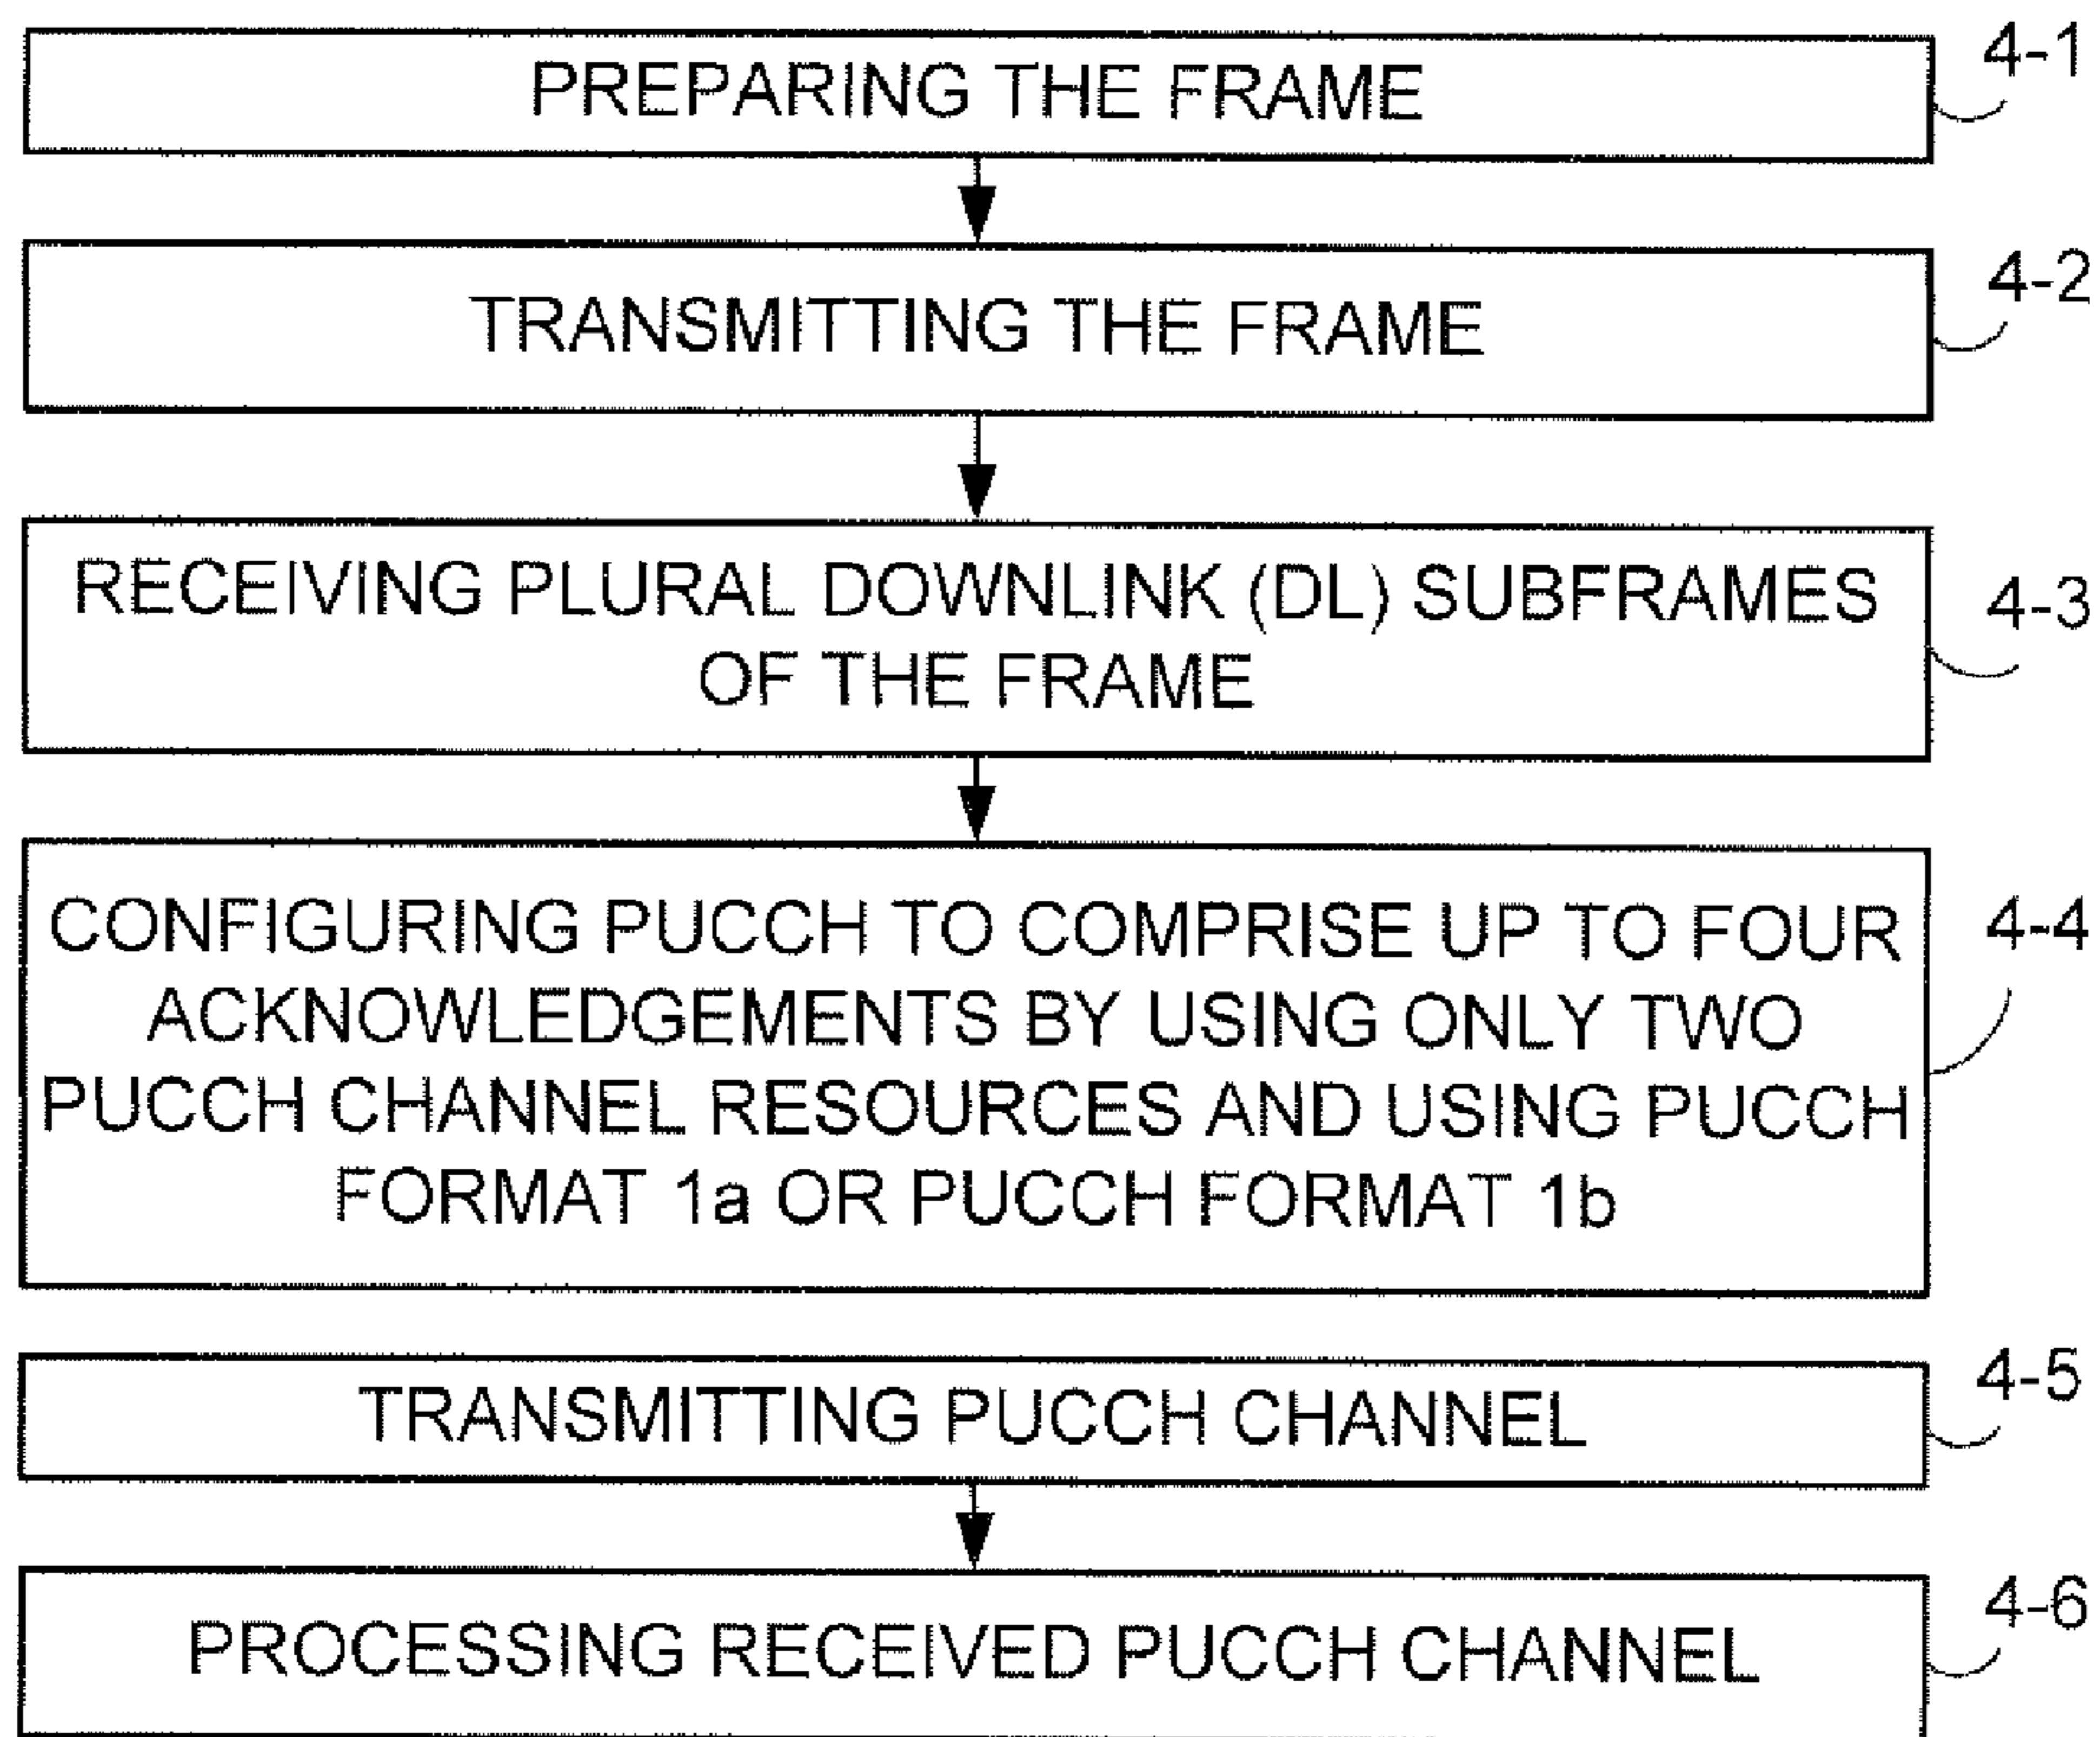 PREPARING THE FRAME
4-1
TRANSMITTING THE FRAME
4-2
RECEIVING PLURAL DOWNLINK (DL) SUBFRAMES
OF THE FRAME
4-3
CONFIGURING PUCCH TO COMPRISE UP TO FOUR
ACKNOWLEDGEMENTS BY USING ONLY TWO
PUCCH CHANNEL RESOURCES AND USING PUCCH
FORMAT 1a OR PUCCH FORMAT 1b
4-4
TRANSMITTING PUCCH CHANNEL
4-5
PROCESSING RECEIVED PUCCH CHANNEL
4-6